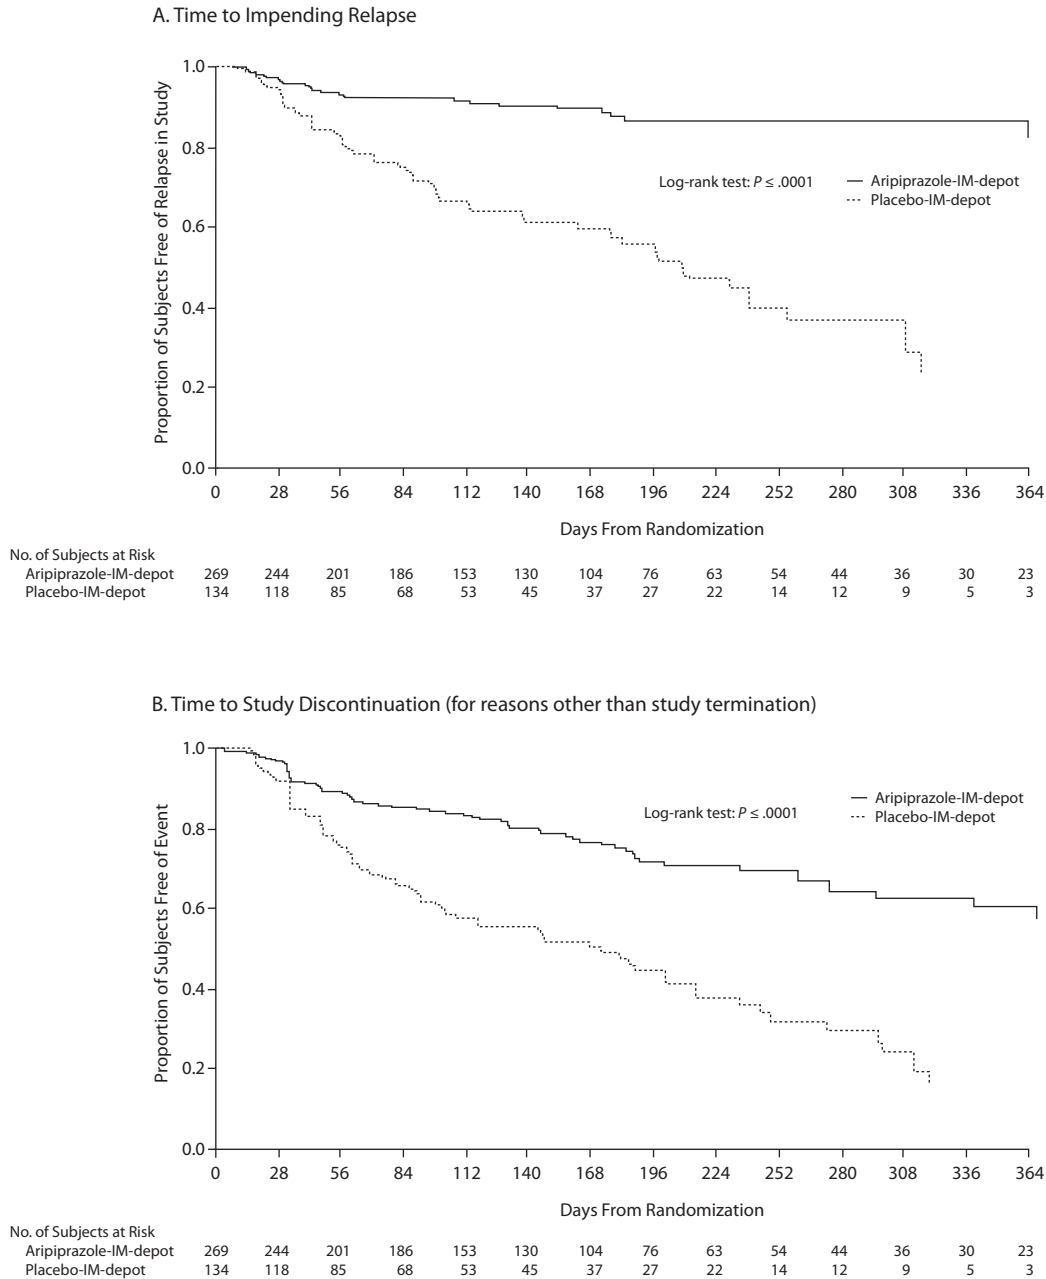 A. Time to Impending Relapse
Proportion of Subjects Free of Relapse in Study
1.0
0.8
0.6
0.4
0.2
0.0
Log-rank test: P ≤ .0001
Aripiprazole-IM-depot
Placebo-IM-depot
0 28 56 84 112 140 168 196 224 252 280 308 336 364
Days From Randomization
No. of Subjects at Risk
Aripiprazole-IM-depot 269 244 201 186 153 130 104 76 63 54 44 36 30 23
Placebo-IM-depot 134 118 85 68 53 45 37 27 22 14 12 9 5 3
B. Time to Study Discontinuation (for reasons other than study termination)
Proportion of Subjects Free of Event
1.0
0.8
0.6
0.4
0.2
0.0
Log-rank test: P ≤ .0001
Aripiprazole-IM-depot
Placebo-IM-depot
0 28 56 84 112 140 168 196 224 252 280 308 336 364
Days From Randomization
No. of Subjects at Risk
Aripiprazole-IM-depot 269 244 201 186 153 130 104 76 63 54 44 36 30 23
Placebo-IM-depot 134 118 85 68 53 45 37 27 22 14 12 9 5 3